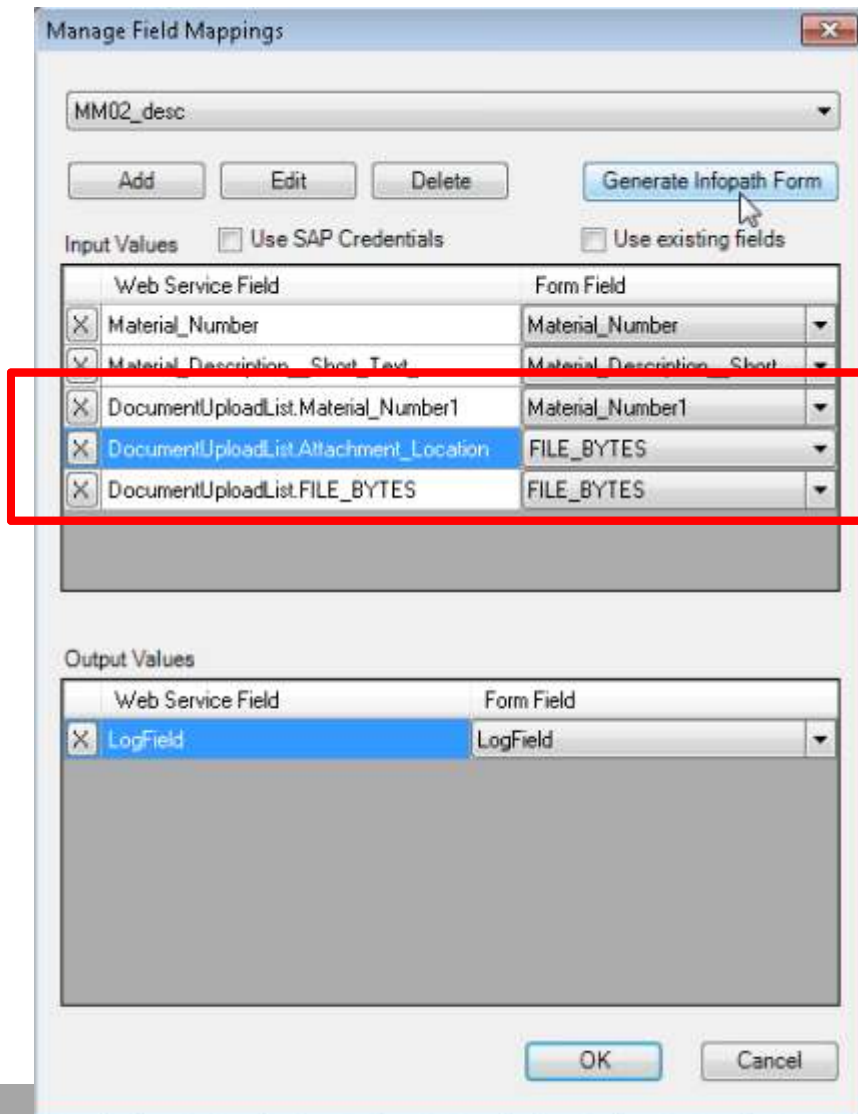 Manage Field Mappings
MM02_desc
Add Edit Delete Generate Infopath Form
Input Values Use SAP Credentials Use existing fields
Web Service Field Form Field
Material_Number Material_Number
Material_Description__Short_Text_ Material_Description__Short
DocumentUploadList.Material_Number1 Material_Number1
DocumentUploadList.Attachment_Location FILE_BYTES
DocumentUploadList.FILE_BYTES FILE_BYTES
Output Values
Web Service Field Form Field
LogField LogField
OK Cancel